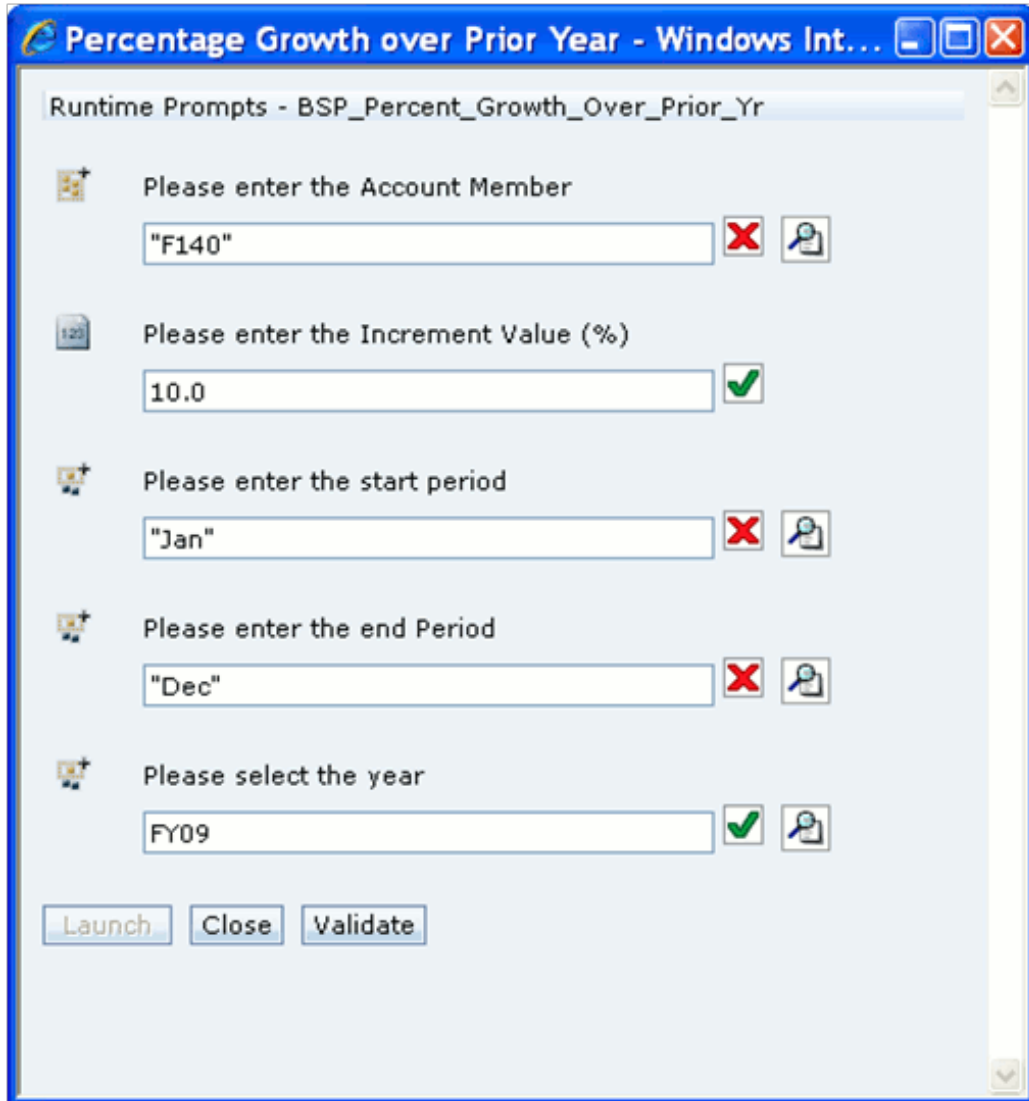 Percentage Growth over Prior Year - Windows Int...
Runtime Prompts - BSP_Percent_Growth_Over_Prior_Yr
Please enter the Account Member
"F140"
123
Please enter the Increment Value (%)
10.0
Please enter the start period
"Jan"
Please enter the end Period
"Dec"
Please select the year
FY09
Launch Close Validate